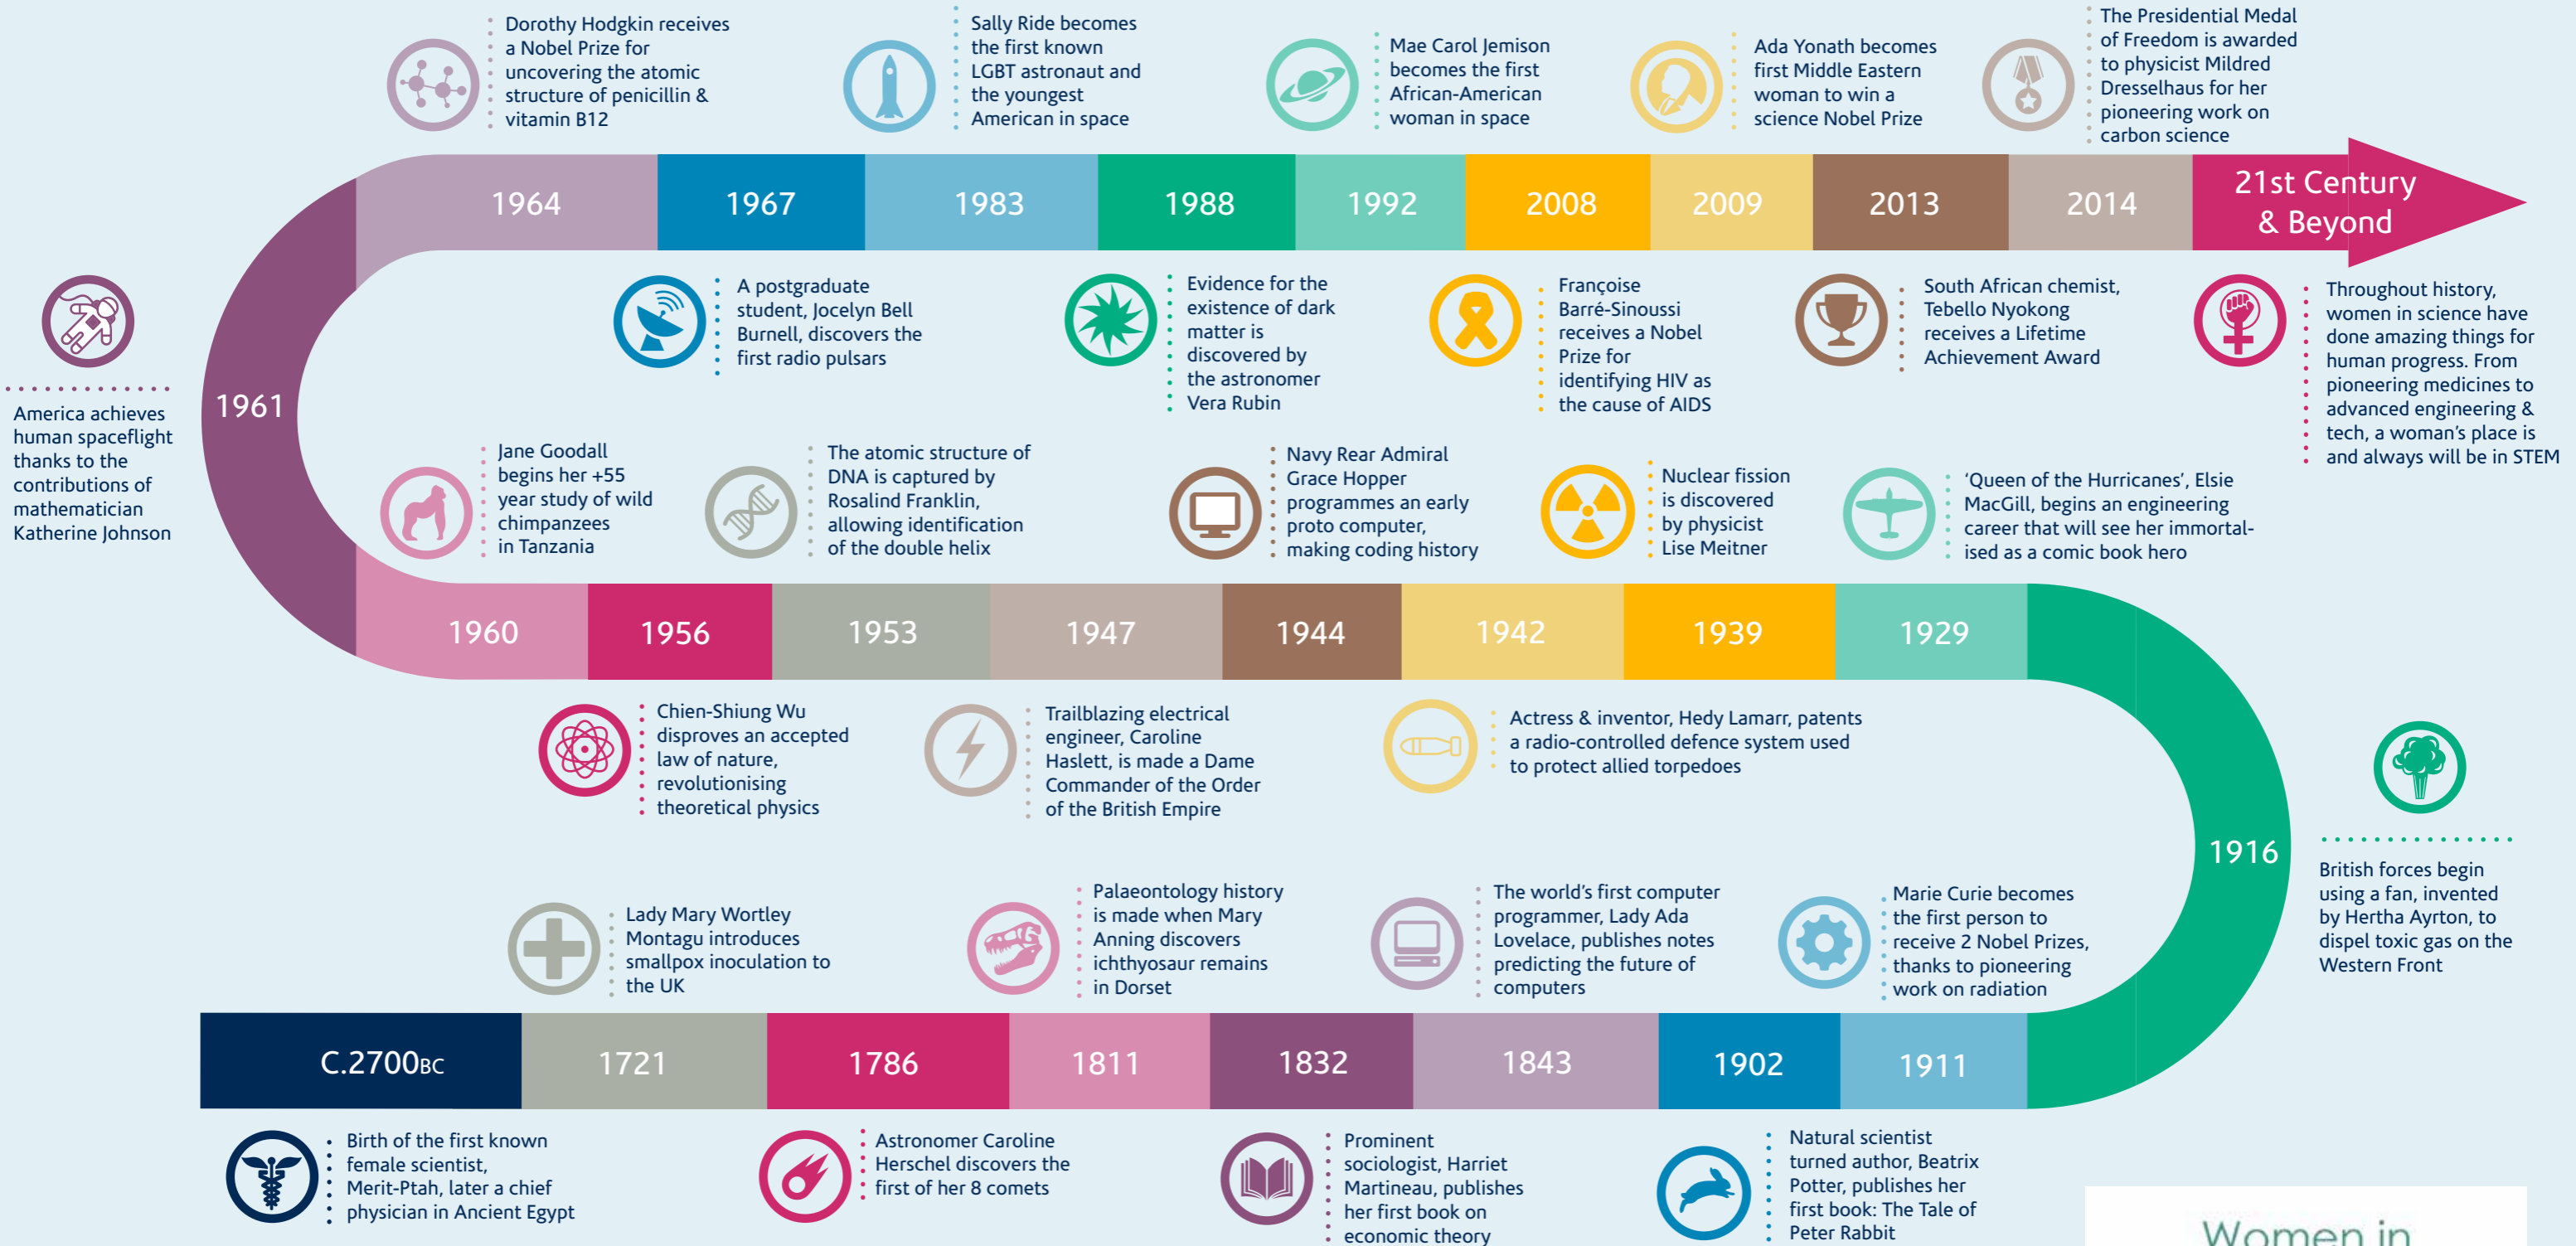 Dorothy Hodgkin receives
a Nobel Prize for
uncovering the atomic
structure of penicillin &
vitamin B12
Sally Ride becomes
the first known
LGBT astronaut and
the youngest
American in space
Mae Carol Jemison
becomes the first
African-American
woman in space
Ada Yonath becomes
first Middle Eastern
woman to win a
science Nobel Prize
The Presidential Medal
of Freedom is awarded
to physicist Mildred
Dresselhaus for her
pioneering work on
carbon science
1964
1967
1983
1988
1992
2008
2009
2013
2014
21st Century
& Beyond
A postgraduate
student, Jocelyn Bell
Burnell, discovers the
first radio pulsars
Evidence for the
existence of dark
matter is
discovered by
the astronomer
Vera Rubin
Françoise
Barré-Sinoussi
receives a Nobel
Prize for
identifying HIV as
the cause of AIDS
South African chemist,
Tebello Nyokong
receives a Lifetime
Achievement Award
Throughout history,
women in science have
done amazing things for
human progress. From
pioneering medicines to
advanced engineering &
tech, a woman's place is
and always will be in STEM
1961
America achieves
human spaceflight
thanks to the
contributions of
mathematician
Katherine Johnson
Jane Goodall
begins her +55
year study of wild
chimpanzees
in Tanzania
The atomic structure of
DNA is captured by
Rosalind Franklin,
allowing identification
of the double helix
Navy Rear Admiral
Grace Hopper
programmes an early
proto computer,
making coding history
Nuclear fission
is discovered
by physicist
Lise Meitner
'Queen of the Hurricanes', Elsie
MacGill, begins an engineering
career that will see her immortal-
ised as a comic book hero
1960
1956
1953
1947
1944
1942
1939
1929
Chien-Shiung Wu
disproves an accepted
law of nature,
revolutionising
theoretical physics
Trailblazing electrical
engineer, Caroline
Haslett, is made a Dame
Commander of the Order
of the British Empire
Actress & inventor, Hedy Lamarr, patents
a radio-controlled defence system used
to protect allied torpedoes
1916
British forces begin
using a fan, invented
by Hertha Ayrton, to
dispel toxic gas on the
Western Front
Lady Mary Wortley
Montagu introduces
smallpox inoculation to
the UK
Palaeontology history
is made when Mary
Anning discovers
ichthyosaur remains
in Dorset
The world's first computer
programmer, Lady Ada
Lovelace, publishes notes
predicting the future of
computers
Marie Curie becomes
the first person to
receive 2 Nobel Prizes,
thanks to pioneering
work on radiation
C.2700BC
1721
1786
1811
1832
1843
1902
1911
Birth of the first known
female scientist,
Merit-Ptah, later a chief
physician in Ancient Egypt
Astronomer Caroline
Herschel discovers the
first of her 8 comets
Prominent
sociologist, Harriet
Martineau, publishes
her first book on
economic theory
Natural scientist
turned author, Beatrix
Potter, publishes her
first book: The Tale of
Peter Rabbit
Women in